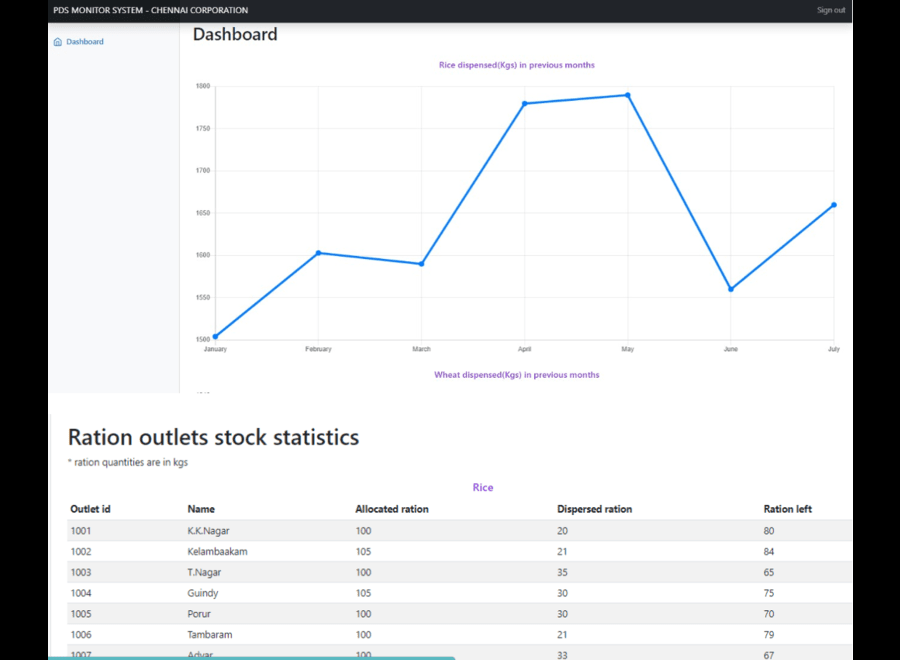 PDS MONITOR SYSTEM - CHENNAI CORPORATION Sign out
Dashboard
Dashboard
Rice dispensed(Kgs) in previous months
1800
1750
1700
1650
1600
1550
1500
January February March April May June July
Wheat dispensed(Kgs) in previous months
Ration outlets stock statistics
* ration quantities are in kgs
Rice
Outlet id Name Allocated ration Dispersed ration Ration left
1001 K.K.Nagar 100 20 80
1002 Kelambaakam 105 21 84
1003 T.Nagar 100 35 65
1004 Guindy 105 30 75
1005 Porur 100 30 70
1006 Tambaram 100 21 79
1007 Adyar 100 33 67